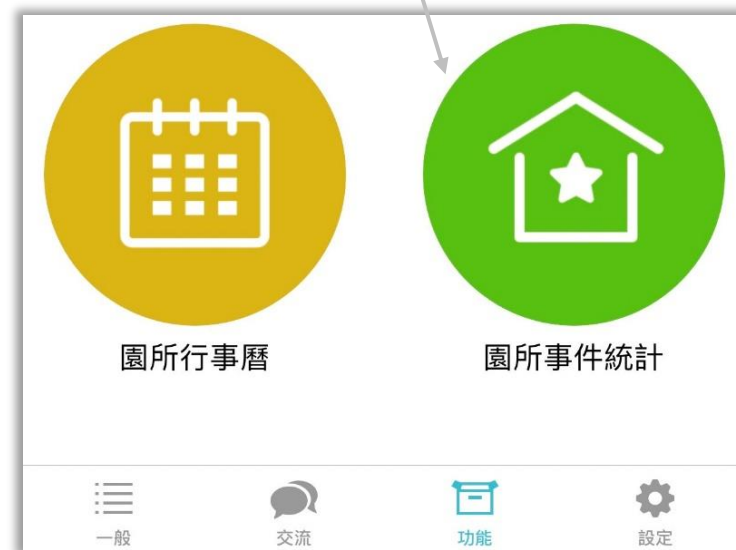 園所行事曆
園所事件統計
一般
交流
功能
設定